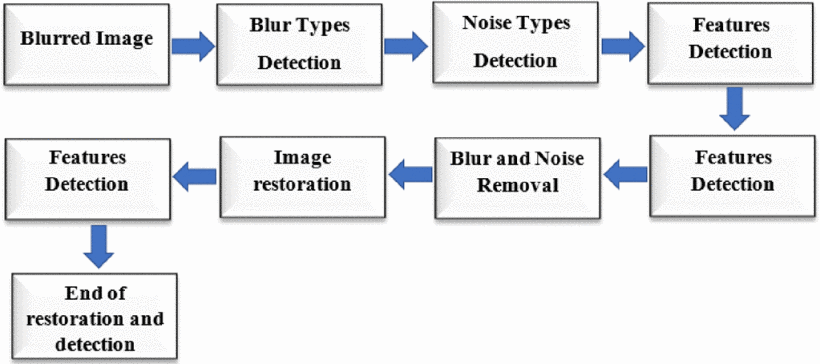 Blurred Image
Blur Types
Detection
Noise Types
Detection
Features
Detection
Features
Detection
Blur and Noise
Removal
Image
restoration
Features
Detection
End of
restoration and
detection